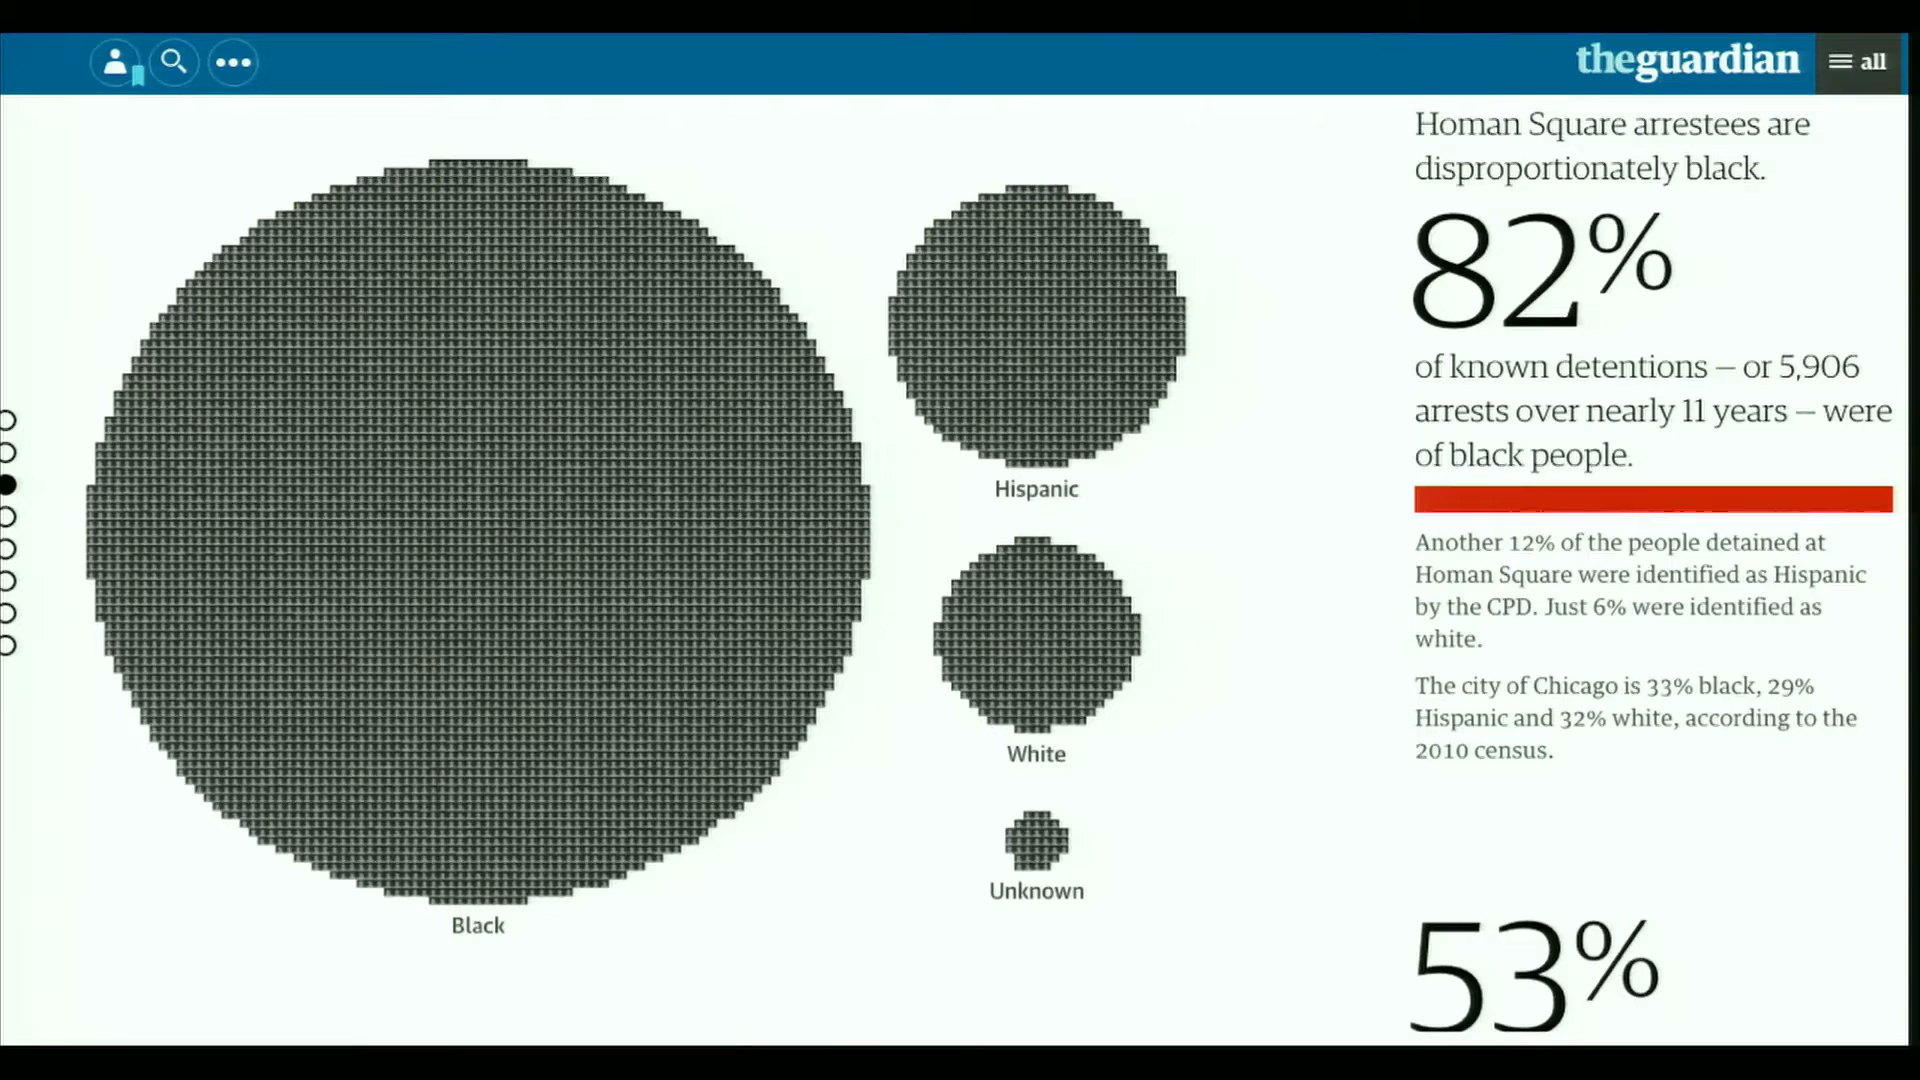 theguardian
all
Homan Square arrestees are
disproportionately black.
82%
of known detentions – or 5,906
arrests over nearly 11 years – were
of black people.
Another 12% of the people detained at
Homan Square were identified as Hispanic
by the CPD. Just 6% were identified as
white.
The city of Chicago is 33% black, 29%
Hispanic and 32% white, according to the
2010 census.
53%
Hispanic
White
Unknown
Black